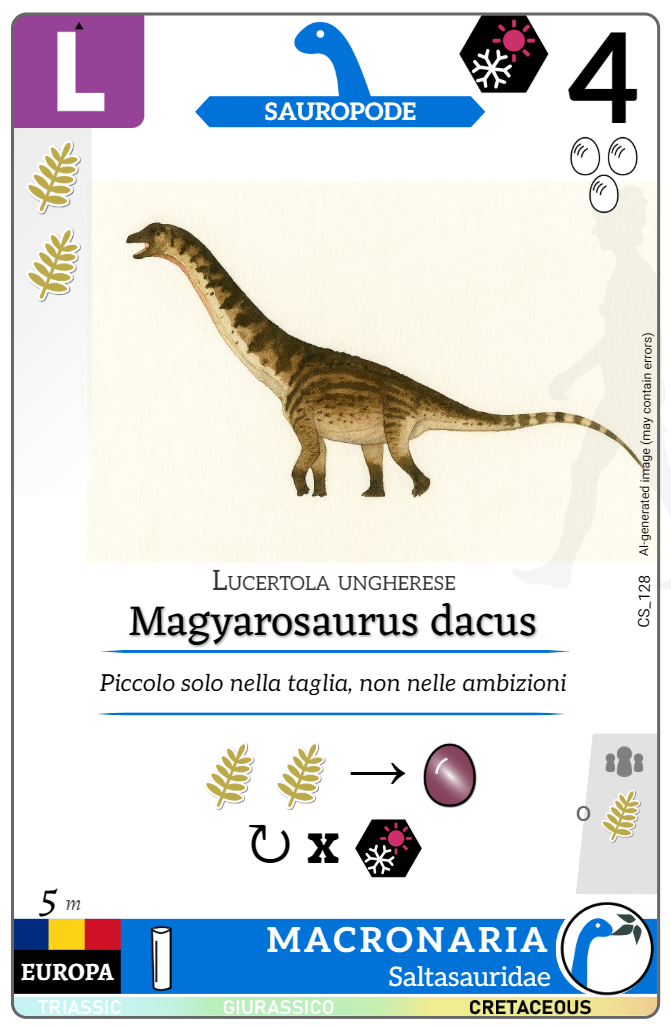 L
SAUROPODE
4
AI-generated image (may contain errors)
CS_128
Lucertola ungherese
Magyarosaurus dacus
Piccolo solo nella taglia, non nelle ambizioni
o
x
5 m
EUROPA
MACRONARIA
Saltasauridae
TRIASSIC
GIURASSICO
CRETACEOUS